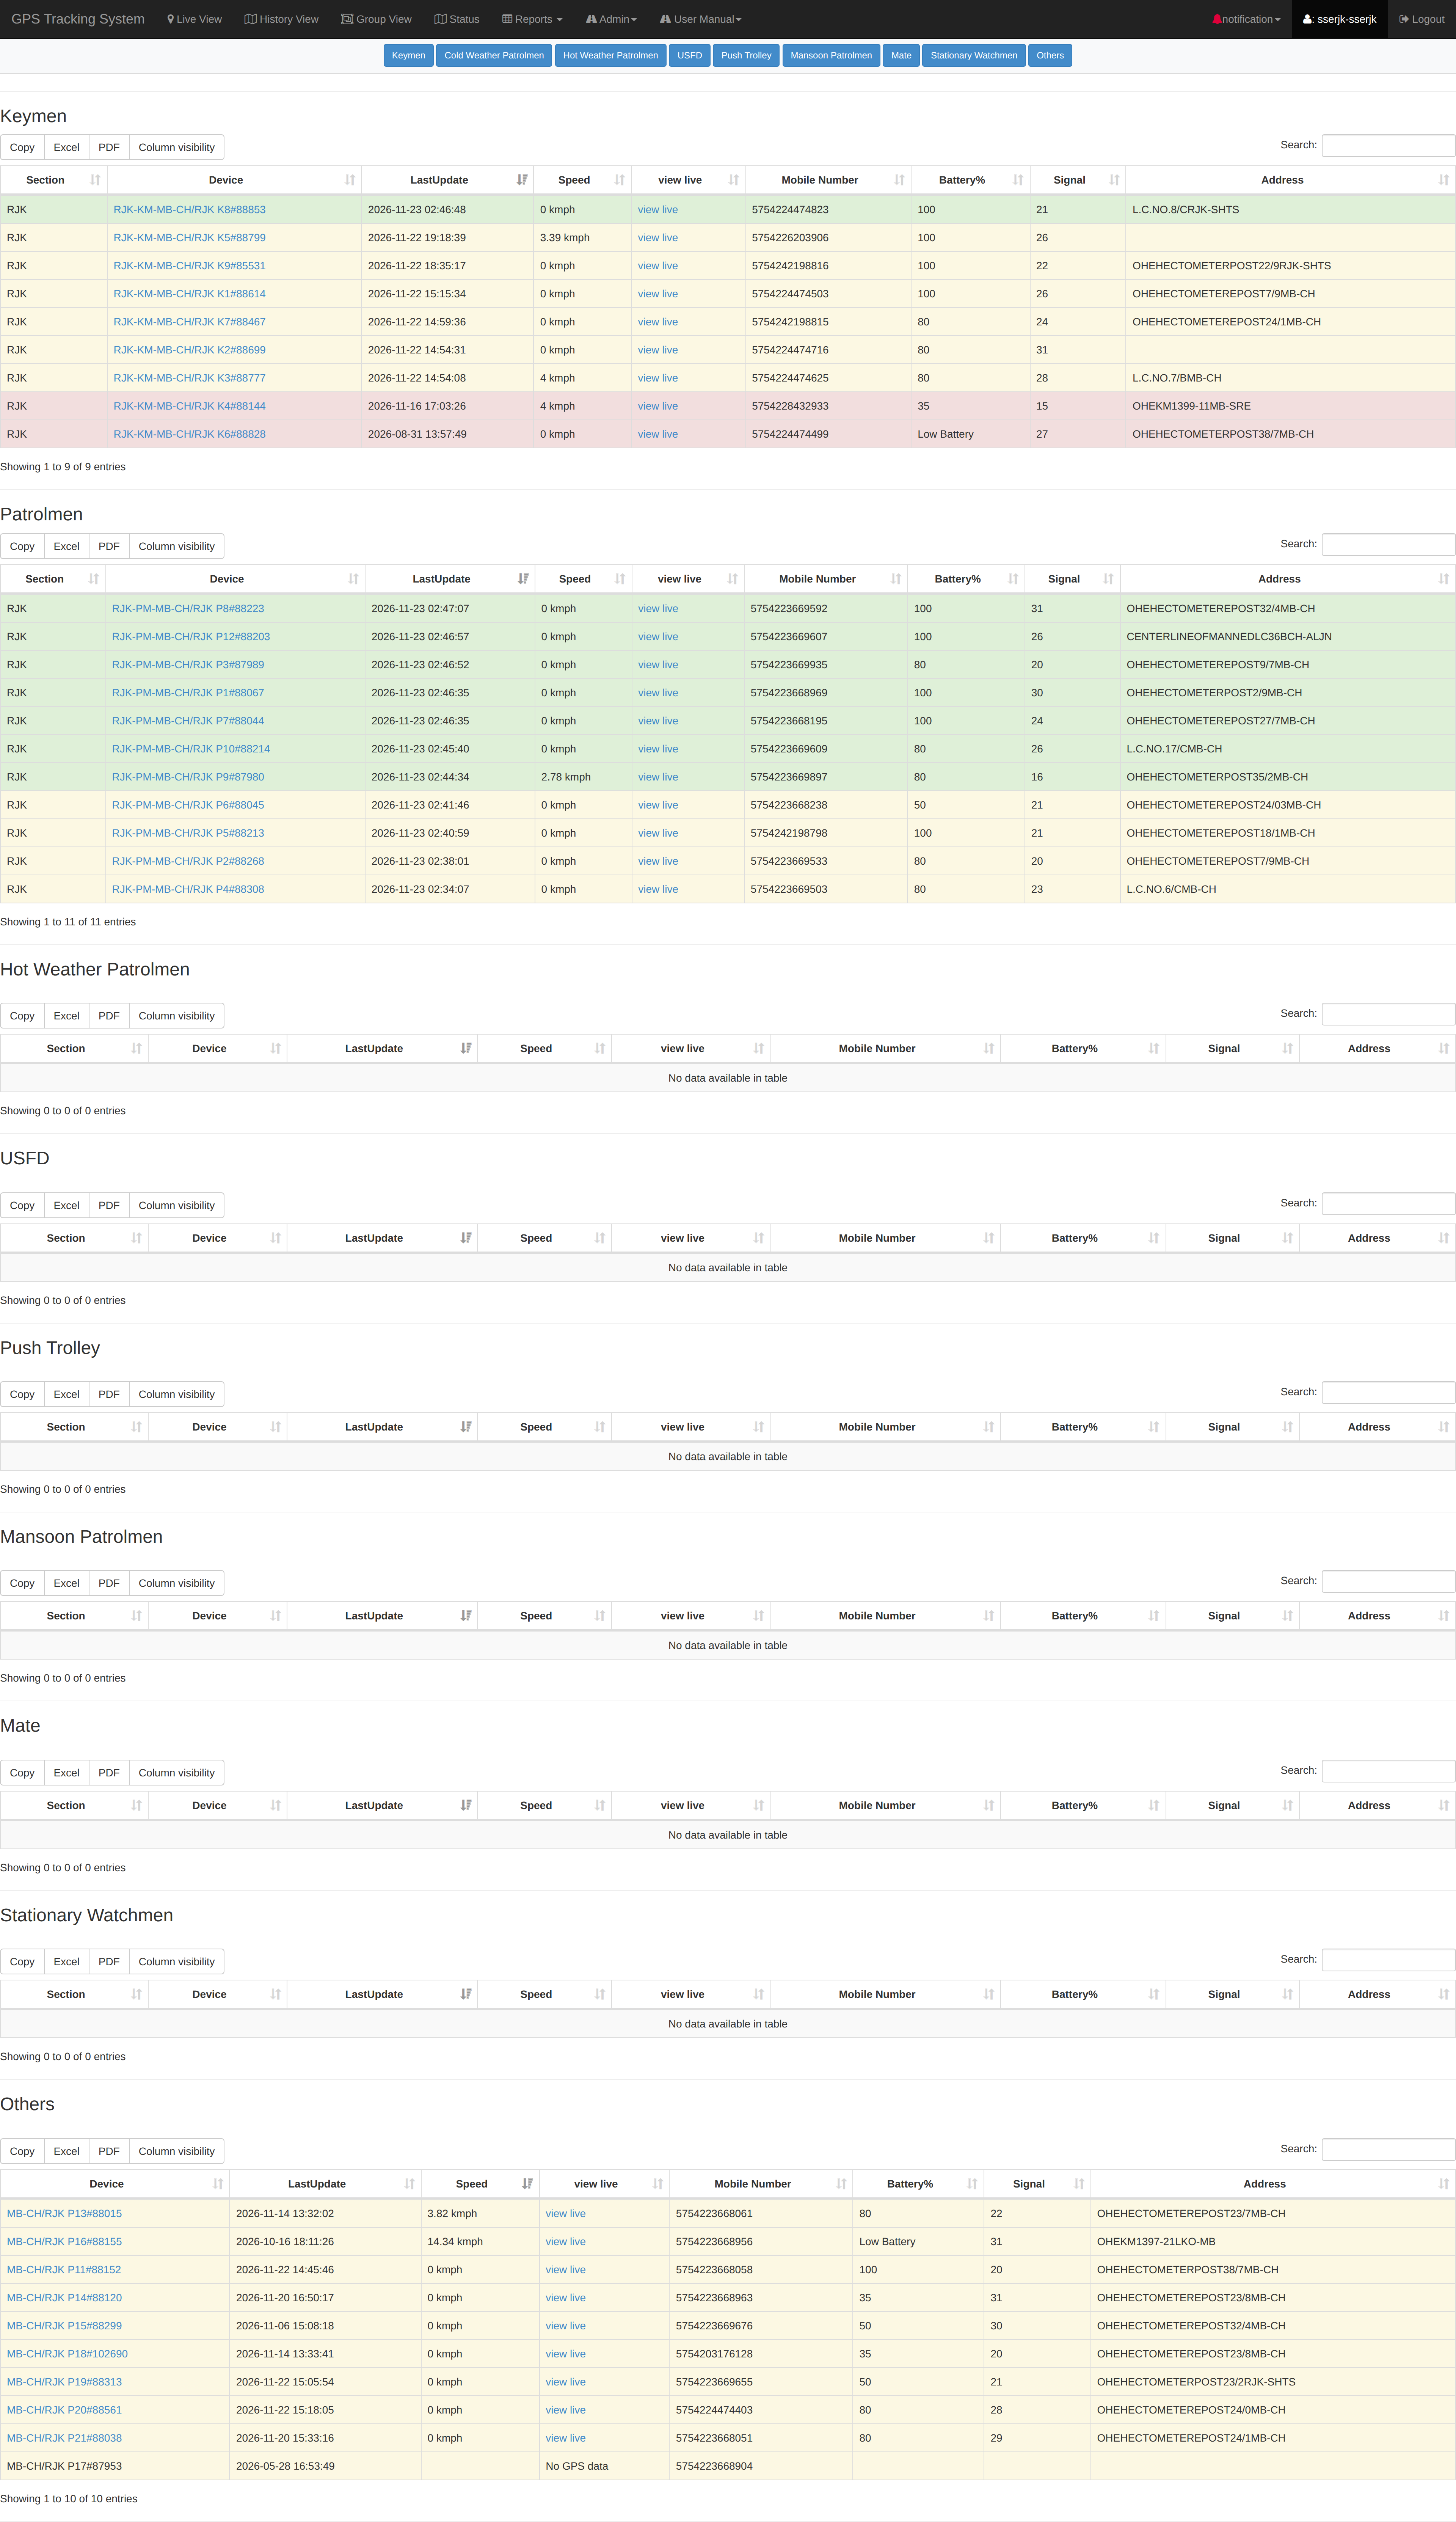 GPS Tracking System Live View History View Group View Status Reports Admin User Manual notification : sserjk-sserjk Logout
Keymen Cold Weather Patrolmen Hot Weather Patrolmen USFD Push Trolley Mansoon Patrolmen Mate Stationary Watchmen Others
Keymen
Copy Excel PDF Column visibility Search:
Section Device LastUpdate Speed view live Mobile Number Battery% Signal Address
RJK RJK-KM-MB-CH/RJK K8#88853 2026-11-23 02:46:48 0 kmph view live 5754224474823 100 21 L.C.NO.8/CRJK-SHTS
RJK RJK-KM-MB-CH/RJK K5#88799 2026-11-22 19:18:39 3.39 kmph view live 5754226203906 100 26
RJK RJK-KM-MB-CH/RJK K9#85531 2026-11-22 18:35:17 0 kmph view live 5754242198816 100 22 OHEHECTOMETERPOST22/9RJK-SHTS
RJK RJK-KM-MB-CH/RJK K1#88614 2026-11-22 15:15:34 0 kmph view live 5754224474503 100 26 OHEHECTOMETEREPOST7/9MB-CH
RJK RJK-KM-MB-CH/RJK K7#88467 2026-11-22 14:59:36 0 kmph view live 5754242198815 80 24 OHEHECTOMETEREPOST24/1MB-CH
RJK RJK-KM-MB-CH/RJK K2#88699 2026-11-22 14:54:31 0 kmph view live 5754224474716 80 31
RJK RJK-KM-MB-CH/RJK K3#88777 2026-11-22 14:54:08 4 kmph view live 5754224474625 80 28 L.C.NO.7/BMB-CH
RJK RJK-KM-MB-CH/RJK K4#88144 2026-11-16 17:03:26 4 kmph view live 5754228432933 35 15 OHEKM1399-11MB-SRE
RJK RJK-KM-MB-CH/RJK K6#88828 2026-08-31 13:57:49 0 kmph view live 5754224474499 Low Battery 27 OHEHECTOMETERPOST38/7MB-CH
Showing 1 to 9 of 9 entries
Patrolmen
Copy Excel PDF Column visibility Search:
Section Device LastUpdate Speed view live Mobile Number Battery% Signal Address
RJK RJK-PM-MB-CH/RJK P8#88223 2026-11-23 02:47:07 0 kmph view live 5754223669592 100 31 OHEHECTOMETEREPOST32/4MB-CH
RJK RJK-PM-MB-CH/RJK P12#88203 2026-11-23 02:46:57 0 kmph view live 5754223669607 100 26 CENTERLINEOFMANNEDLC36BCH-ALJN
RJK RJK-PM-MB-CH/RJK P3#87989 2026-11-23 02:46:52 0 kmph view live 5754223669935 80 20 OHEHECTOMETEREPOST9/7MB-CH
RJK RJK-PM-MB-CH/RJK P1#88067 2026-11-23 02:46:35 0 kmph view live 5754223668969 100 30 OHEHECTOMETERPOST2/9MB-CH
RJK RJK-PM-MB-CH/RJK P7#88044 2026-11-23 02:46:35 0 kmph view live 5754223668195 100 24 OHEHECTOMETEREPOST27/7MB-CH
RJK RJK-PM-MB-CH/RJK P10#88214 2026-11-23 02:45:40 0 kmph view live 5754223669609 80 26 L.C.NO.17/CMB-CH
RJK RJK-PM-MB-CH/RJK P9#87980 2026-11-23 02:44:34 2.78 kmph view live 5754223669897 80 16 OHEHECTOMETERPOST35/2MB-CH
RJK RJK-PM-MB-CH/RJK P6#88045 2026-11-23 02:41:46 0 kmph view live 5754223668238 50 21 OHEHECTOMETEREPOST24/03MB-CH
RJK RJK-PM-MB-CH/RJK P5#88213 2026-11-23 02:40:59 0 kmph view live 5754242198798 100 21 OHEHECTOMETEREPOST18/1MB-CH
RJK RJK-PM-MB-CH/RJK P2#88268 2026-11-23 02:38:01 0 kmph view live 5754223669533 80 20 OHEHECTOMETEREPOST7/9MB-CH
RJK RJK-PM-MB-CH/RJK P4#88308 2026-11-23 02:34:07 0 kmph view live 5754223669503 80 23 L.C.NO.6/CMB-CH
Showing 1 to 11 of 11 entries
Hot Weather Patrolmen
Copy Excel PDF Column visibility Search:
Section Device LastUpdate Speed view live Mobile Number Battery% Signal Address
No data available in table
Showing 0 to 0 of 0 entries
USFD
Copy Excel PDF Column visibility Search:
Section Device LastUpdate Speed view live Mobile Number Battery% Signal Address
No data available in table
Showing 0 to 0 of 0 entries
Push Trolley
Copy Excel PDF Column visibility Search:
Section Device LastUpdate Speed view live Mobile Number Battery% Signal Address
No data available in table
Showing 0 to 0 of 0 entries
Mansoon Patrolmen
Copy Excel PDF Column visibility Search:
Section Device LastUpdate Speed view live Mobile Number Battery% Signal Address
No data available in table
Showing 0 to 0 of 0 entries
Mate
Copy Excel PDF Column visibility Search:
Section Device LastUpdate Speed view live Mobile Number Battery% Signal Address
No data available in table
Showing 0 to 0 of 0 entries
Stationary Watchmen
Copy Excel PDF Column visibility Search:
Section Device LastUpdate Speed view live Mobile Number Battery% Signal Address
No data available in table
Showing 0 to 0 of 0 entries
Others
Copy Excel PDF Column visibility Search:
Device LastUpdate Speed view live Mobile Number Battery% Signal Address
MB-CH/RJK P13#88015 2026-11-14 13:32:02 3.82 kmph view live 5754223668061 80 22 OHEHECTOMETEREPOST23/7MB-CH
MB-CH/RJK P16#88155 2026-10-16 18:11:26 14.34 kmph view live 5754223668956 Low Battery 31 OHEKM1397-21LKO-MB
MB-CH/RJK P11#88152 2026-11-22 14:45:46 0 kmph view live 5754223668058 100 20 OHEHECTOMETERPOST38/7MB-CH
MB-CH/RJK P14#88120 2026-11-20 16:50:17 0 kmph view live 5754223668963 35 31 OHEHECTOMETEREPOST23/8MB-CH
MB-CH/RJK P15#88299 2026-11-06 15:08:18 0 kmph view live 5754223669676 50 30 OHEHECTOMETEREPOST32/4MB-CH
MB-CH/RJK P18#102690 2026-11-14 13:33:41 0 kmph view live 5754203176128 35 20 OHEHECTOMETEREPOST23/8MB-CH
MB-CH/RJK P19#88313 2026-11-22 15:05:54 0 kmph view live 5754223669655 50 21 OHEHECTOMETERPOST23/2RJK-SHTS
MB-CH/RJK P20#88561 2026-11-22 15:18:05 0 kmph view live 5754224474403 80 28 OHEHECTOMETEREPOST24/0MB-CH
MB-CH/RJK P21#88038 2026-11-20 15:33:16 0 kmph view live 5754223668051 80 29 OHEHECTOMETEREPOST24/1MB-CH
MB-CH/RJK P17#87953 2026-05-28 16:53:49 No GPS data 5754223668904
Showing 1 to 10 of 10 entries